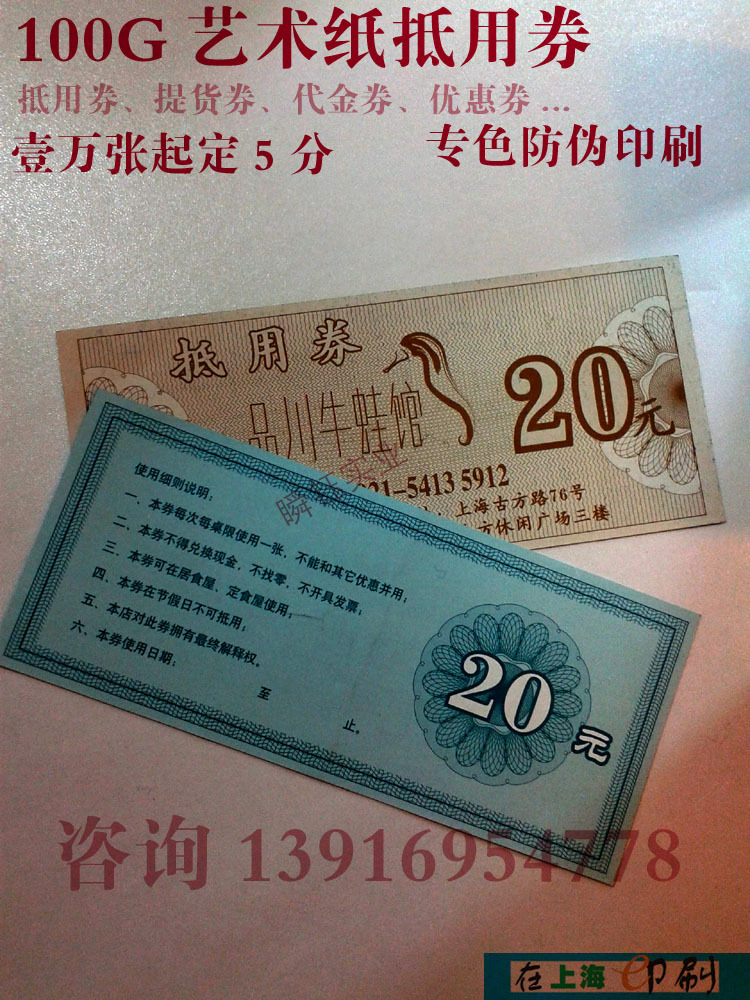 100G 艺术纸抵用券
抵用券、提货券、代金券、优惠券...
壹万张起定 5 分
专色防伪印刷
抵用券
品川牛蛙馆
20元
21-5413 5912
上海古方路76号
方休闲广场三楼
使用细则说明：
一、本券每次每桌限使用一张，不能和其它优惠并用；
二、本券不得兑换现金，不找零，不开具发票；
三、本券可在居食屋、定食屋使用；
四、本券在节假日不可抵用；
五、本店对此券拥有最终解释权。
六、本券使用日期：
至
止。
20元
咨询 13916954778
在上海e印刷